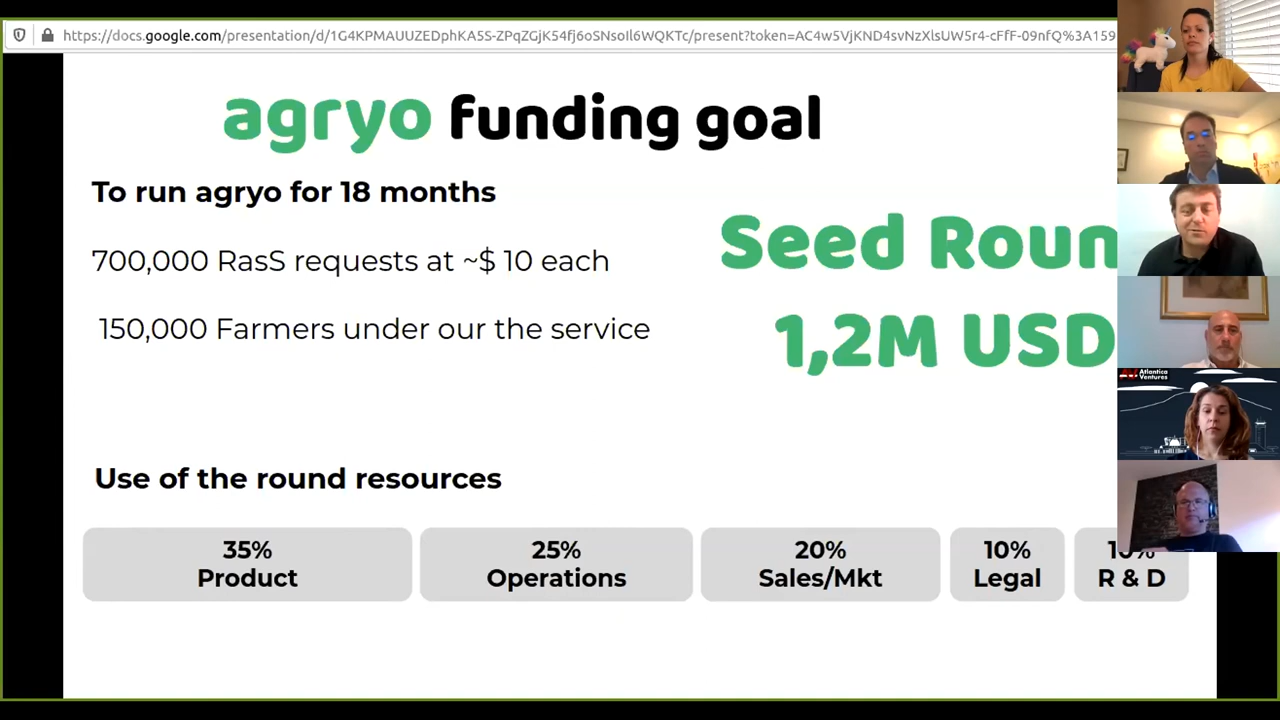 https://docs.google.com/presentation/d/1G4KPMAUUZEDphKA5S-ZPqZGjK54fj6oSNsoIl6WQKTc/present?token=AC4w5VjKND4svNzXlsUW5r4-cFfF-09nfQ%3A159
agryo funding goal
To run agryo for 18 months
700,000 RasS requests at ~$ 10 each
150,000 Farmers under our the service
Seed Roun
1,2M USD
Use of the round resources
35%
Product
25%
Operations
20%
Sales/Mkt
10%
Legal
10%
R & D
Atlantica
Ventures